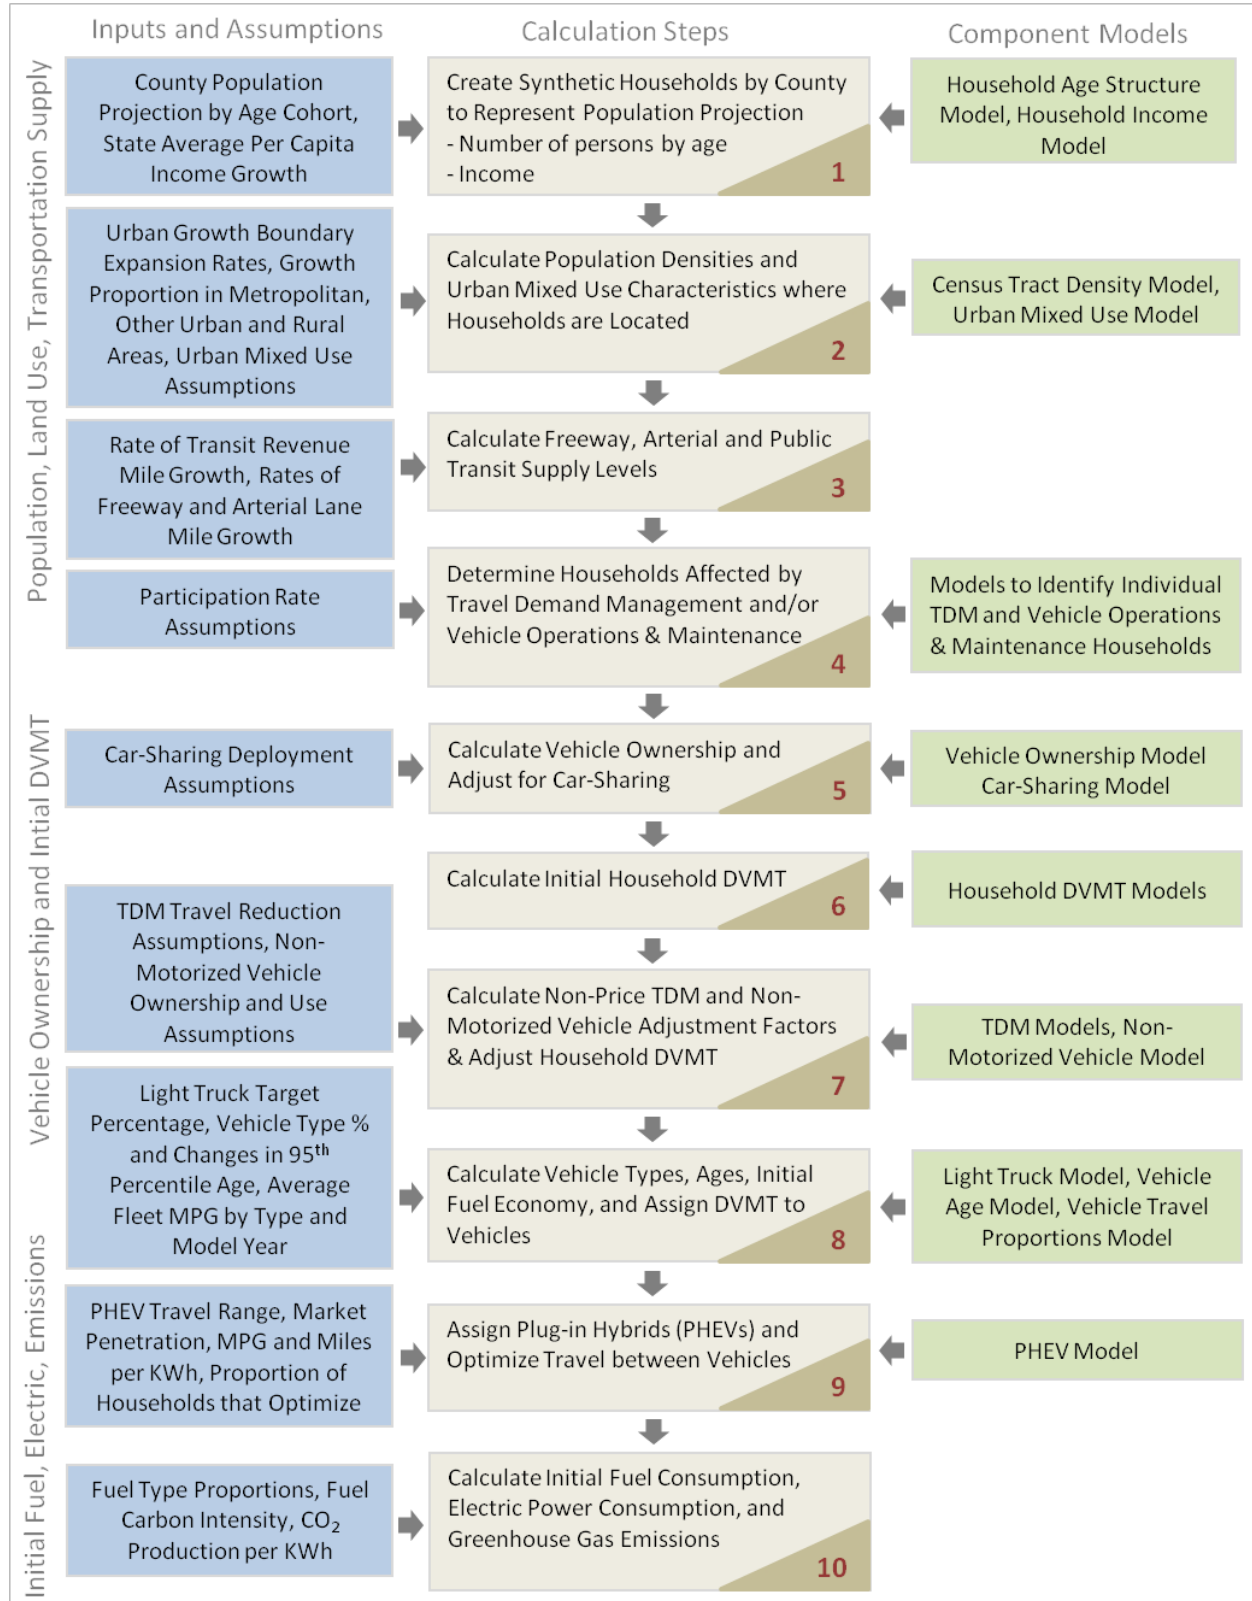 Inputs and Assumptions
Calculation Steps
Component Models
Population, Land Use, Transportation Supply
County Population
Projection by Age Cohort,
State Average Per Capita
Income Growth
Create Synthetic Households by County
to Represent Population Projection
- Number of persons by age
- Income
1
Household Age Structure
Model, Household Income
Model
Urban Growth Boundary
Expansion Rates, Growth
Proportion in Metropolitan,
Other Urban and Rural
Areas, Urban Mixed Use
Assumptions
Calculate Population Densities and
Urban Mixed Use Characteristics where
Households are Located
2
Census Tract Density Model,
Urban Mixed Use Model
Rate of Transit Revenue
Mile Growth, Rates of
Freeway and Arterial Lane
Mile Growth
Calculate Freeway, Arterial and Public
Transit Supply Levels
3
Participation Rate
Assumptions
Determine Households Affected by
Travel Demand Management and/or
Vehicle Operations & Maintenance
4
Models to Identify Individual
TDM and Vehicle Operations
& Maintenance Households
Vehicle Ownership and Intial DVMT
Car-Sharing Deployment
Assumptions
Calculate Vehicle Ownership and
Adjust for Car-Sharing
5
Vehicle Ownership Model
Car-Sharing Model
Calculate Initial Household DVMT
6
Household DVMT Models
TDM Travel Reduction
Assumptions, Non-
Motorized Vehicle
Ownership and Use
Assumptions
Calculate Non-Price TDM and Non-
Motorized Vehicle Adjustment Factors
& Adjust Household DVMT
7
TDM Models, Non-
Motorized Vehicle Model
Light Truck Target
Percentage, Vehicle Type %
and Changes in 95th
Percentile Age, Average
Fleet MPG by Type and
Model Year
Calculate Vehicle Types, Ages, Initial
Fuel Economy, and Assign DVMT to
Vehicles
8
Light Truck Model, Vehicle
Age Model, Vehicle Travel
Proportions Model
Initial Fuel, Electric, Emissions
PHEV Travel Range, Market
Penetration, MPG and Miles
per KWh, Proportion of
Households that Optimize
Assign Plug-in Hybrids (PHEVs) and
Optimize Travel between Vehicles
9
PHEV Model
Fuel Type Proportions, Fuel
Carbon Intensity, CO2
Production per KWh
Calculate Initial Fuel Consumption,
Electric Power Consumption, and
Greenhouse Gas Emissions
10